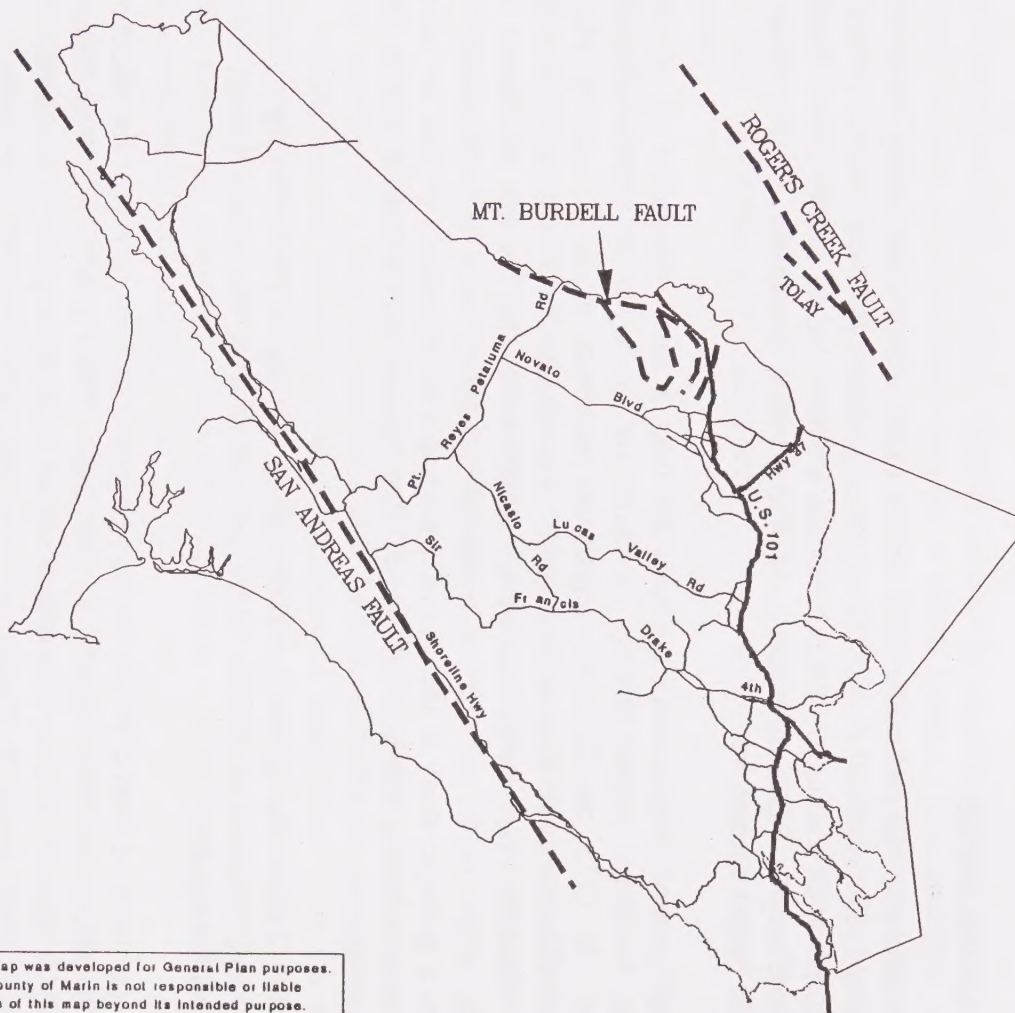 ROGER'S CREEK FAULT
MT. BURDELL FAULT
TOLAY
Pt. Reyes Petaluma Rd
Novato Blvd
Hwy 37
U.S. 101
SAN ANDREAS FAULT
Nicasio Rd
Lucas Valley Rd
Sir Francis Drake
Shoreline Hwy
4th
ap was developed for General Plan purposes.
ounty of Marin is not responsible or liable
of this map beyond its intended purpose.